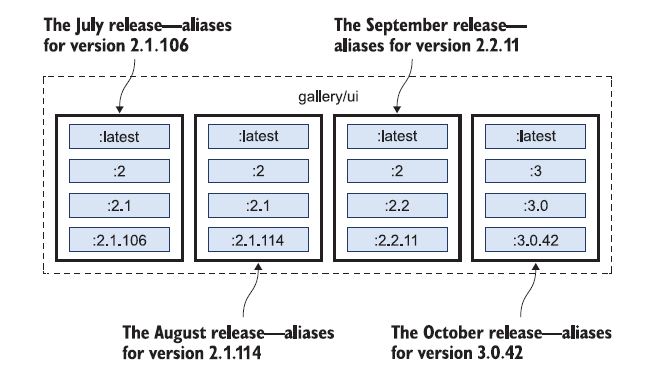 The July release—aliases
for version 2.1.106
The September release—
aliases for version 2.2.11
gallery/ui
:latest
:2
:2.1
:2.1.106
:latest
:2
:2.1
:2.1.114
:latest
:2
:2.2
:2.2.11
:latest
:3
:3.0
:3.0.42
The August release—aliases
for version 2.1.114
The October release—aliases
for version 3.0.42